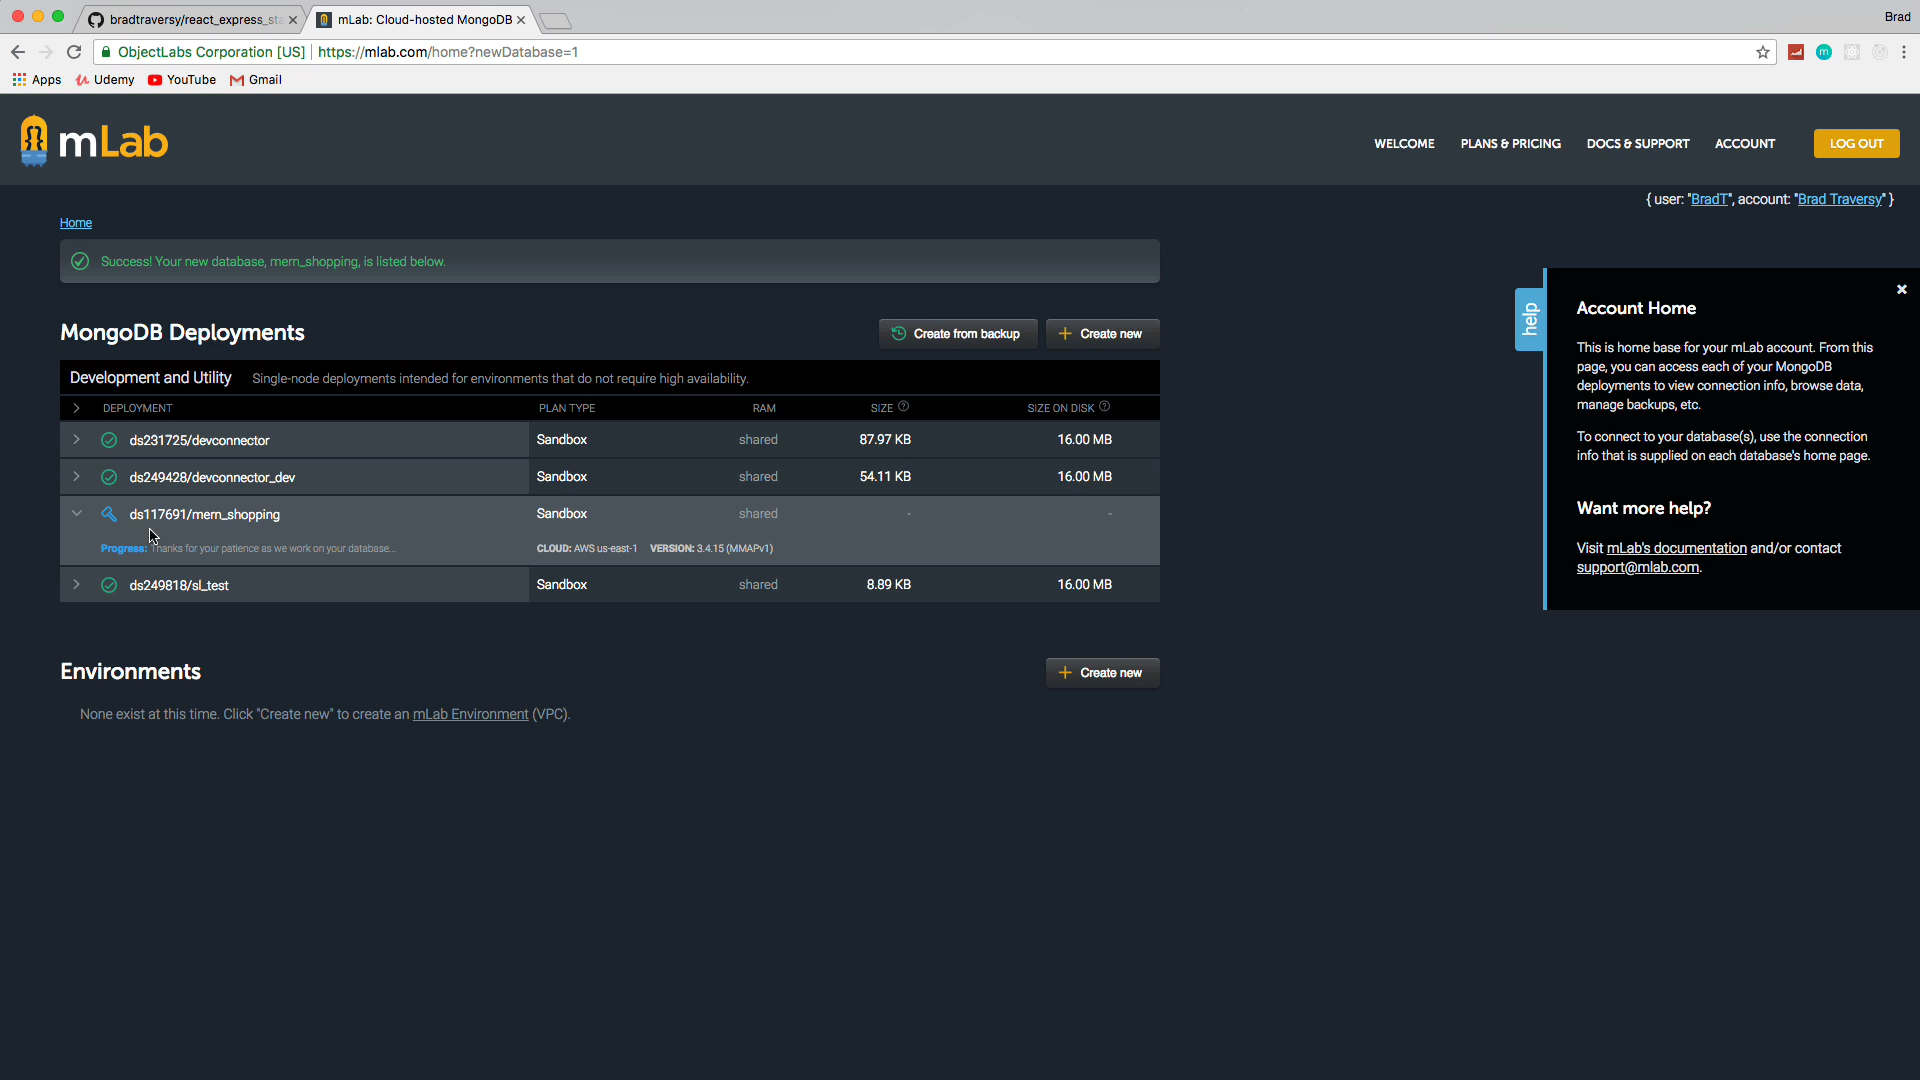 bradtraversy/react_express_sta
mLab: Cloud-hosted MongoDB
Brad
ObjectLabs Corporation [US] https://mlab.com/home?newDatabase=1
Apps Udemy YouTube Gmail
mLab
WELCOME PLANS & PRICING DOCS & SUPPORT ACCOUNT LOG OUT
{ user: "BradT", account: "Brad Traversy" }
Home
Success! Your new database, mern_shopping, is listed below.
MongoDB Deployments
Create from backup
Create new
Development and Utility Single-node deployments intended for environments that do not require high availability.
DEPLOYMENT PLAN TYPE RAM SIZE ? SIZE ON DISK ?
ds231725/devconnector Sandbox shared 87.97 KB 16.00 MB
ds249428/devconnector_dev Sandbox shared 54.11 KB 16.00 MB
ds117691/mern_shopping Sandbox shared - -
Progress: Thanks for your patience as we work on your database... CLOUD: AWS us-east-1 VERSION: 3.4.15 (MMAPv1)
ds249818/sl_test Sandbox shared 8.89 KB 16.00 MB
Environments
Create new
None exist at this time. Click "Create new" to create an mLab Environment (VPC).
help
Account Home
This is home base for your mLab account. From this
page, you can access each of your MongoDB
deployments to view connection info, browse data,
manage backups, etc.
To connect to your database(s), use the connection
info that is supplied on each database's home page.
Want more help?
Visit mLab's documentation and/or contact
support@mlab.com.